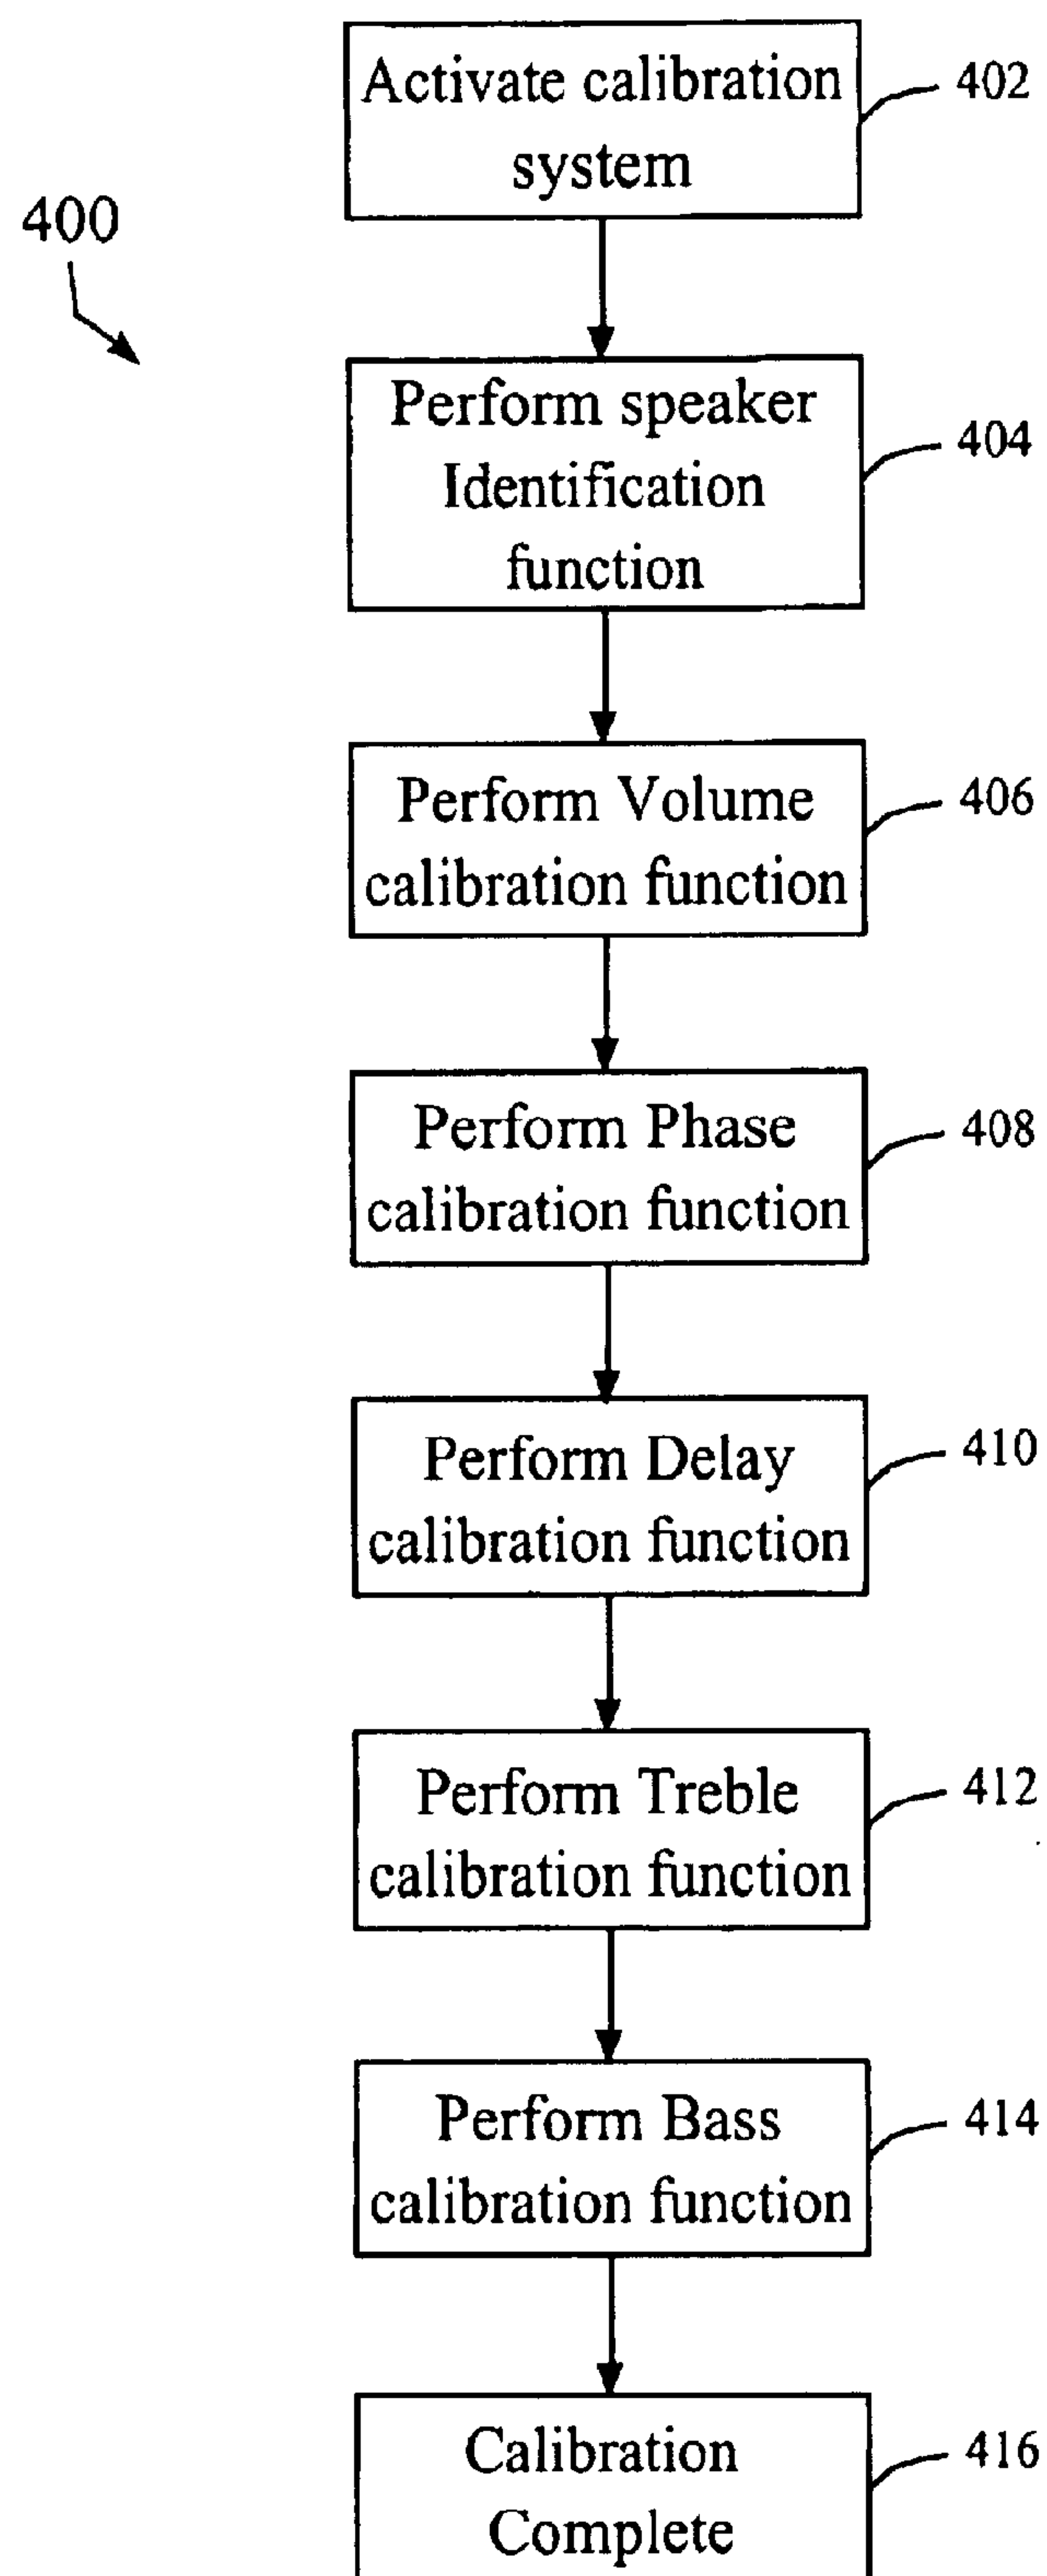 Activate calibration
system
402
400
Perform speaker
Identification
function
404
Perform Volume
calibration function
406
Perform Phase
calibration function
408
Perform Delay
calibration function
410
Perform Treble
calibration function
412
Perform Bass
calibration function
414
Calibration
Complete
416